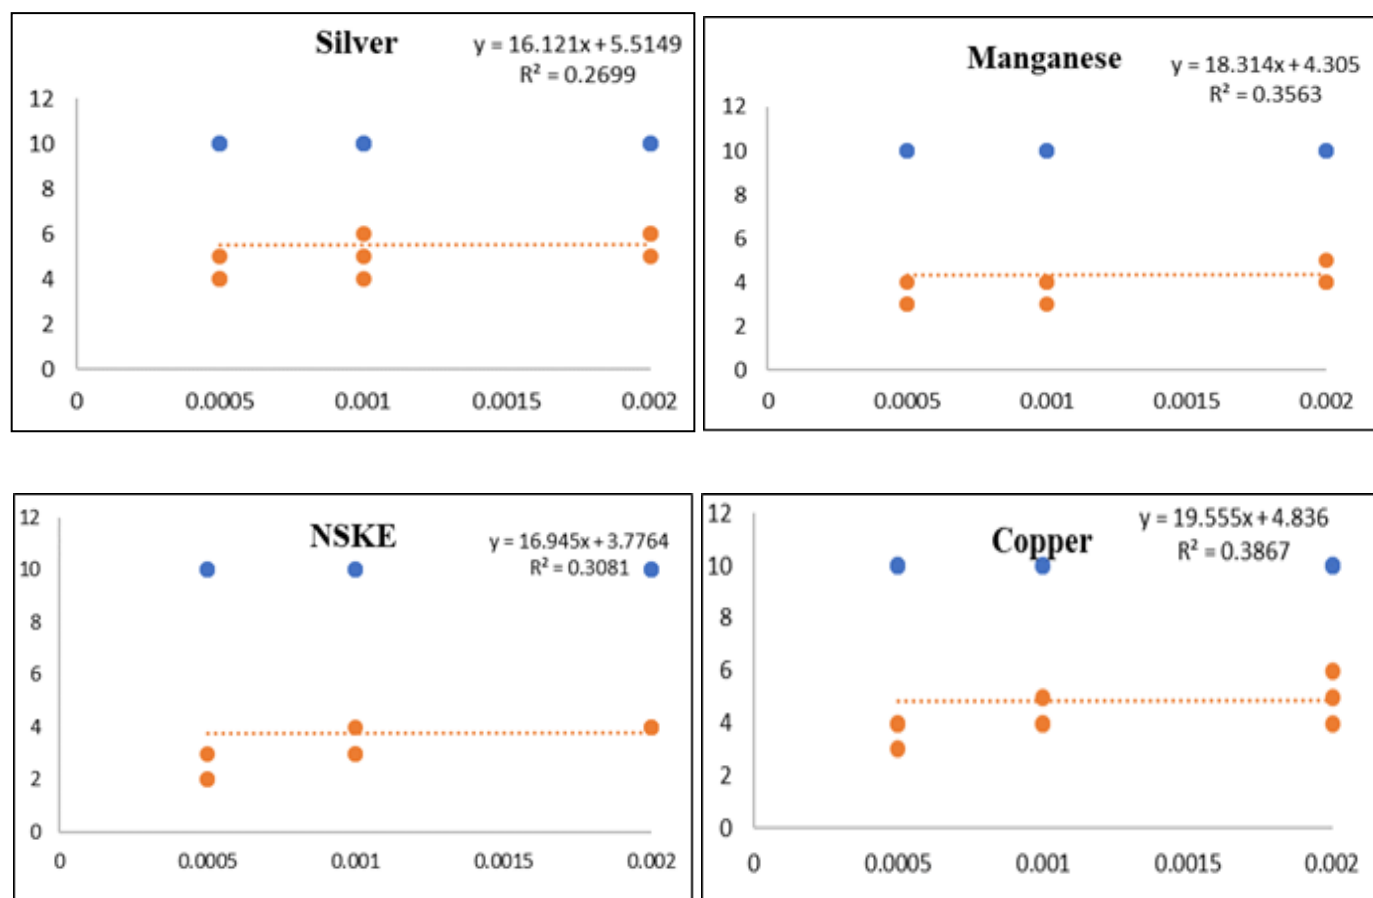 Silver
y = 16.121x + 5.5149
R² = 0.2699
12
10
8
6
4
2
0
0 0.0005 0.001 0.0015 0.002
Manganese
y = 18.314x + 4.305
R² = 0.3563
12
10
8
6
4
2
0
0 0.0005 0.001 0.0015 0.002
NSKE
y = 16.945x + 3.7764
R² = 0.3081
12
10
8
6
4
2
0
0 0.0005 0.001 0.0015 0.002
Copper
y = 19.555x + 4.836
R² = 0.3867
12
10
8
6
4
2
0
0 0.0005 0.001 0.0015 0.002